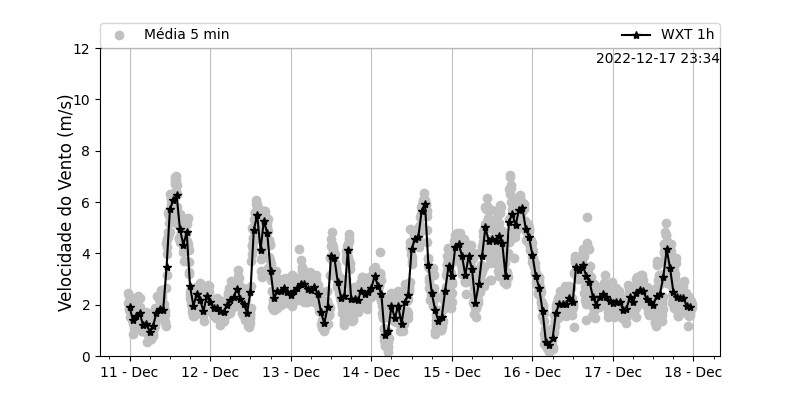 Média 5 min
WXT 1h
2022-12-17 23:34
Velocidade do Vento (m/s)
12
10
8
6
4
2
0
11 - Dec
12 - Dec
13 - Dec
14 - Dec
15 - Dec
16 - Dec
17 - Dec
18 - Dec